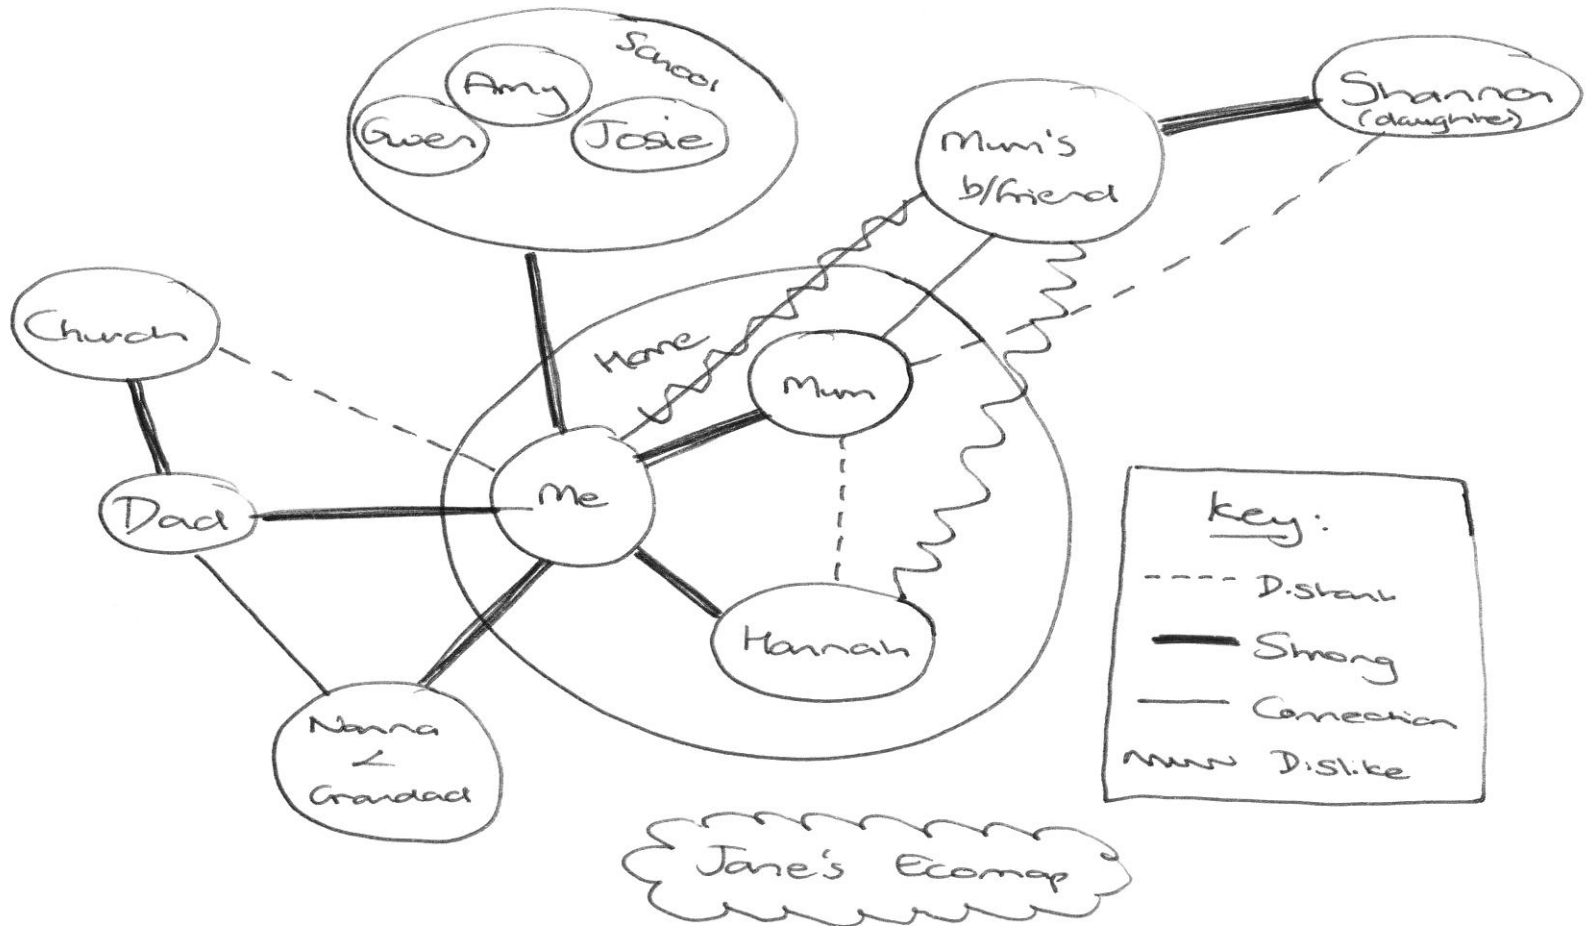 School
Amy
Gwen
Josie
Shannon
(daughter)
Mum's
b/friend
Church
Home
Mum
Me
Dad
Hannah
Nanna
&
Grandad
Key:
Distant
Strong
Connection
Dislike
Jane's Ecomap